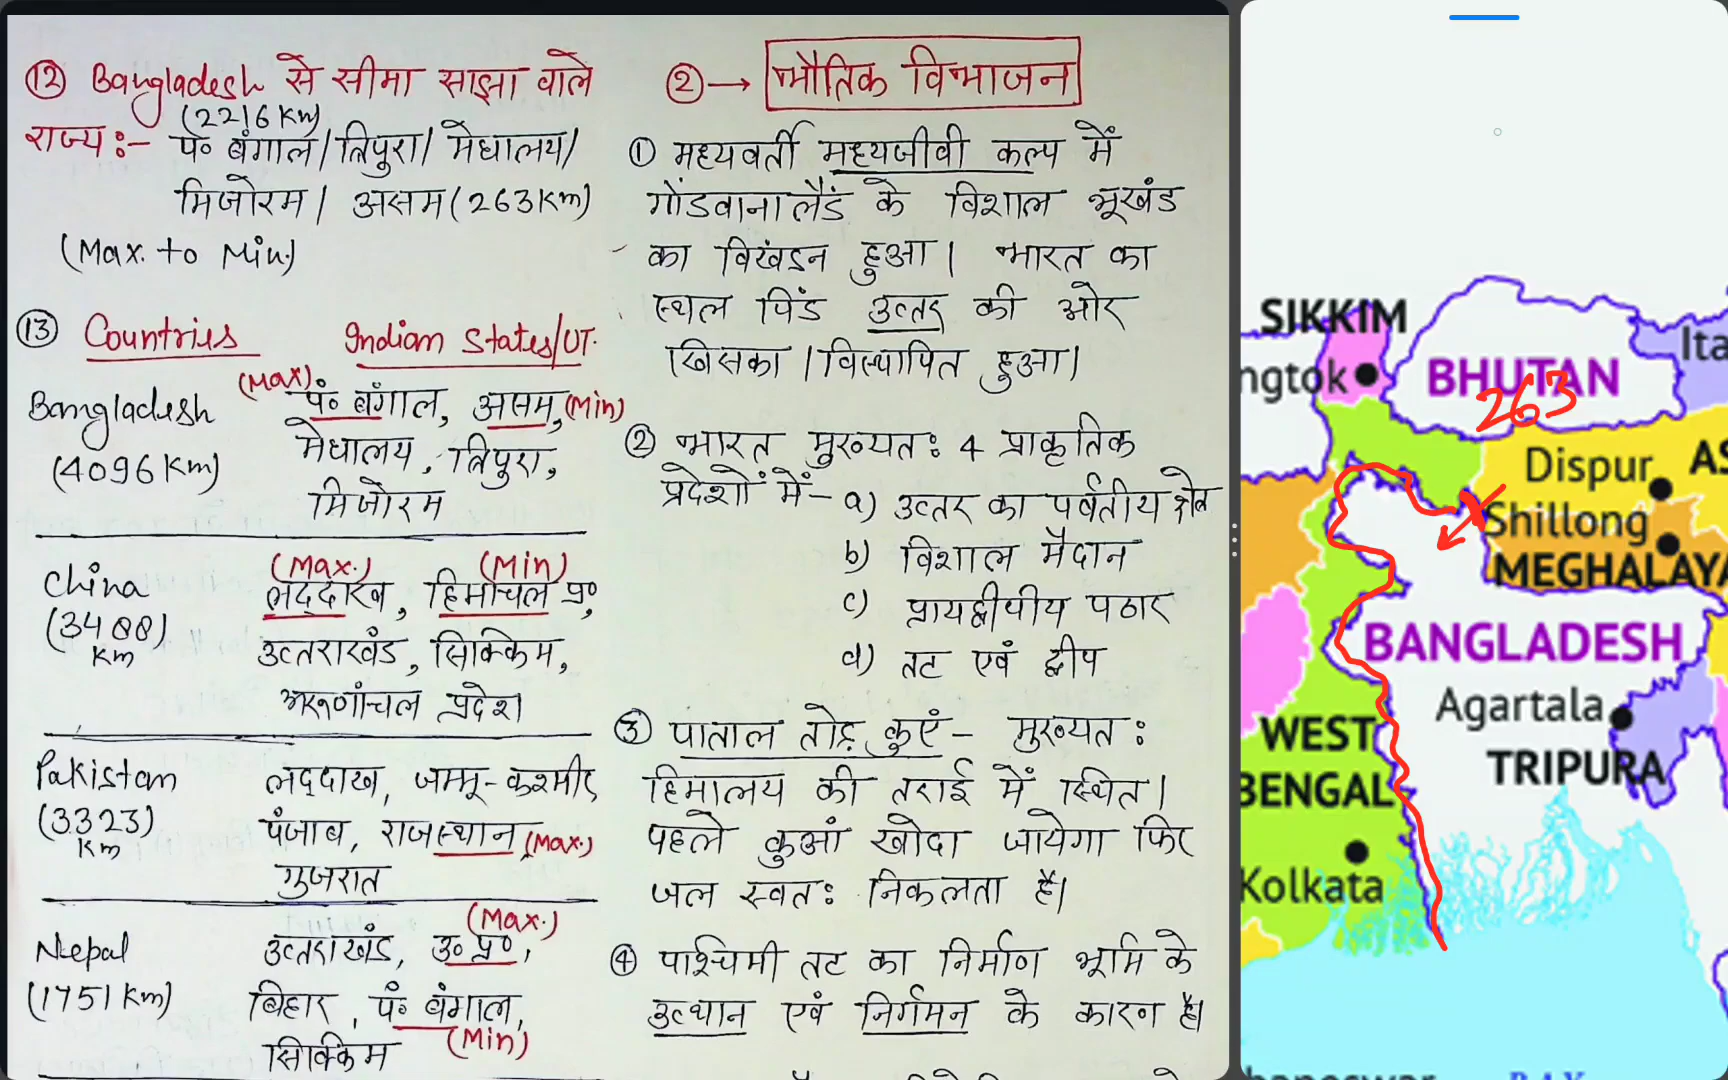 (12) Bangladesh से सीमा साझा वाले
(2216 Km)
राज्य :- प० बंगाल/त्रिपुरा/ मेघालय/
मिजोरम/ असम (263 Km)
(Max. to Min.)
(13) Countries Indian States/UT.
Bangladesh (Max) पं० बंगाल, असम, (Min)
(4096 Km) मेघालय, त्रिपुरा,
मिजोरम
China (Max.) (Min)
(3488) लद्दाख, हिमांचल प्र०,
Km उत्तराखंड, सिक्किम,
अरूणांचल प्रदेश
Pakistan लद्दाख, जम्मू-कश्मीर
(3323) पंजाब, राजस्थान, (Max.)
Km गुजरात
Nepal (Max.)
उत्तराखंड, उ० प्र०,
(1751 Km) बिहार, पं० बंगाल,
सिक्किम (Min)
(2) → भौतिक विभाजन
(1) मध्यवर्ती मध्यजीवी कल्प में
गोंडवानालैंड के विशाल भूखंड
का विखंडन हुआ। भारत का
स्थल पिंड उत्तर की ओर
खिसका / विस्थापित हुआ।
(2) भारत मुख्यतः 4 प्राकृतिक
प्रदेशों में - a) उत्तर का पर्वतीय क्षेत्र
b) विशाल मैदान
c) प्रायद्वीपीय पठार
d) तट एवं द्वीप
(3) पाताल तोड़ कुएं - मुख्यतः
हिमालय की तराई में स्थित।
पहले कुआं खोदा जायेगा फिर
जल स्वतः निकलता है।
(4) पाश्चिमी तट का निर्माण भूमि के
उत्थान एवं निर्गमन के कारण है।
SIKKIM
ngtok
BHUTAN
Ita
263
Dispur
AS
Shillong
MEGHALAYA
BANGLADESH
Agartala
WEST
BENGAL
TRIPURA
Kolkata